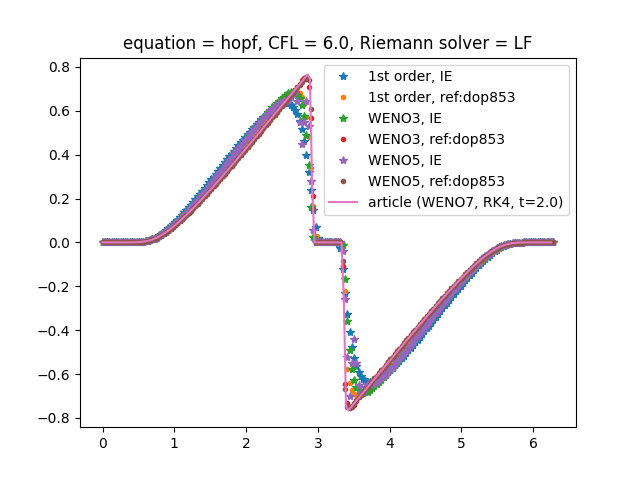 equation = hopf, CFL = 6.0, Riemann solver = LF
0.8
0.6
0.4
0.2
0.0
−0.2
−0.4
−0.6
−0.8
1st order, IE
1st order, ref:dop853
WENO3, IE
WENO3, ref:dop853
WENO5, IE
WENO5, ref:dop853
article (WENO7, RK4, t=2.0)
0 1 2 3 4 5 6